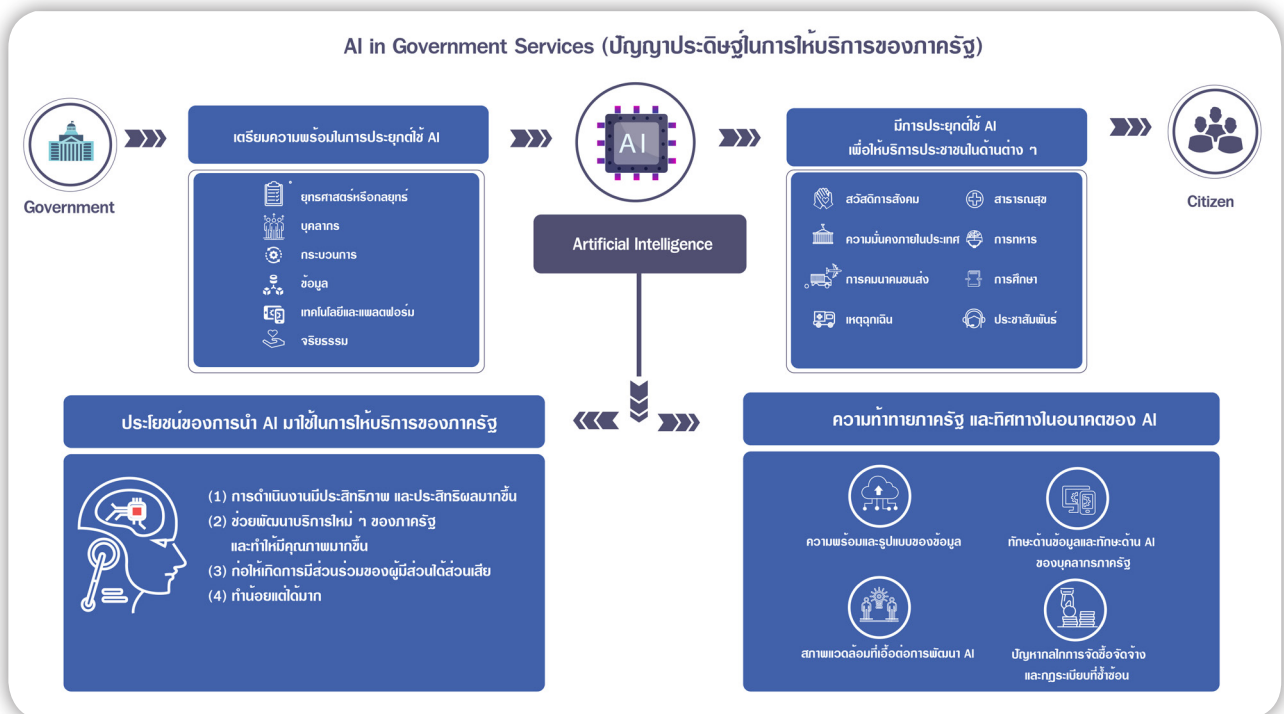 AI in Government Services (ปัญญาประดิษฐ์ในการให้บริการของภาครัฐ)
Government
เตรียมความพร้อมในการประยุกต์ใช้ AI
ยุทธศาสตร์หรือกลยุทธ์
บุคลากร
กระบวนการ
ข้อมูล
เทคโนโลยีและแพลตฟอร์ม
จริยธรรม
AI
Artificial Intelligence
มีการประยุกต์ใช้ AI
เพื่อให้บริการประชาชนในด้านต่าง ๆ
สวัสดิการสังคม
สาธารณสุข
ความมั่นคงภายในประเทศ
การทหาร
การคมนาคมขนส่ง
การศึกษา
เหตุฉุกเฉิน
ประชาสัมพันธ์
Citizen
ประโยชน์ของการนำ AI มาใช้ในการให้บริการของภาครัฐ
(1) การดำเนินงานมีประสิทธิภาพ และประสิทธิผลมากขึ้น
(2) ช่วยพัฒนาบริการใหม่ ๆ ของภาครัฐ
และทำให้มีคุณภาพมากขึ้น
(3) ก่อให้เกิดการมีส่วนร่วมของผู้มีส่วนได้ส่วนเสีย
(4) ทำน้อยแต่ได้มาก
ความท้าทายภาครัฐ และทิศทางในอนาคตของ AI
ความพร้อมและรูปแบบของข้อมูล
ทักษะด้านข้อมูลและทักษะด้าน AI
ของบุคลากรภาครัฐ
สภาพแวดล้อมที่เอื้อต่อการพัฒนา AI
ปัญหากลไกการจัดซื้อจัดจ้าง
และกฎระเบียบที่ซ้ำซ้อน